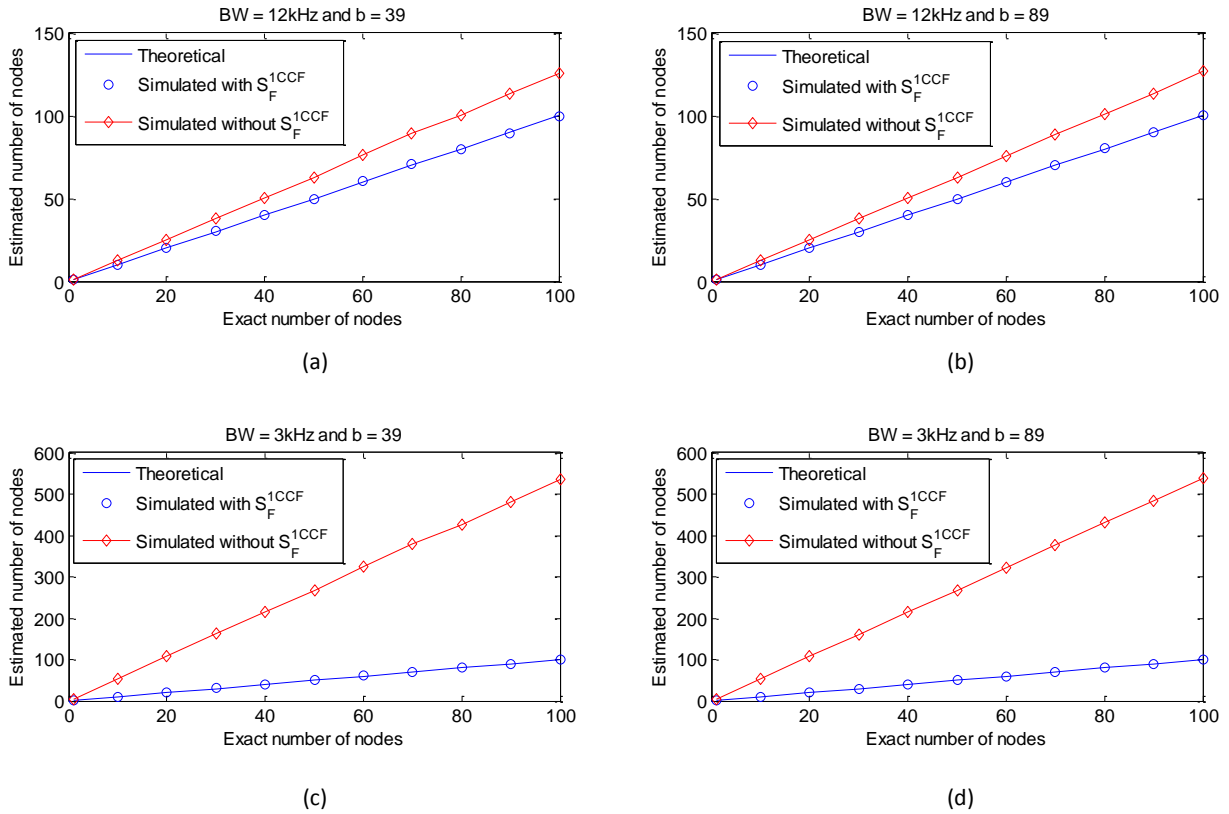 BW = 12kHz and b = 39
Estimated number of nodes
150
100
50
0
Theoretical
Simulated with S_F^1CCF
Simulated without S_F^1CCF
0 20 40 60 80 100
Exact number of nodes
(a)
BW = 12kHz and b = 89
Estimated number of nodes
150
100
50
0
Theoretical
Simulated with S_F^1CCF
Simulated without S_F^1CCF
0 20 40 60 80 100
Exact number of nodes
(b)
BW = 3kHz and b = 39
Estimated number of nodes
600
500
400
300
200
100
0
Theoretical
Simulated with S_F^1CCF
Simulated without S_F^1CCF
0 20 40 60 80 100
Exact number of nodes
(c)
BW = 3kHz and b = 89
Estimated number of nodes
600
500
400
300
200
100
0
Theoretical
Simulated with S_F^1CCF
Simulated without S_F^1CCF
0 20 40 60 80 100
Exact number of nodes
(d)